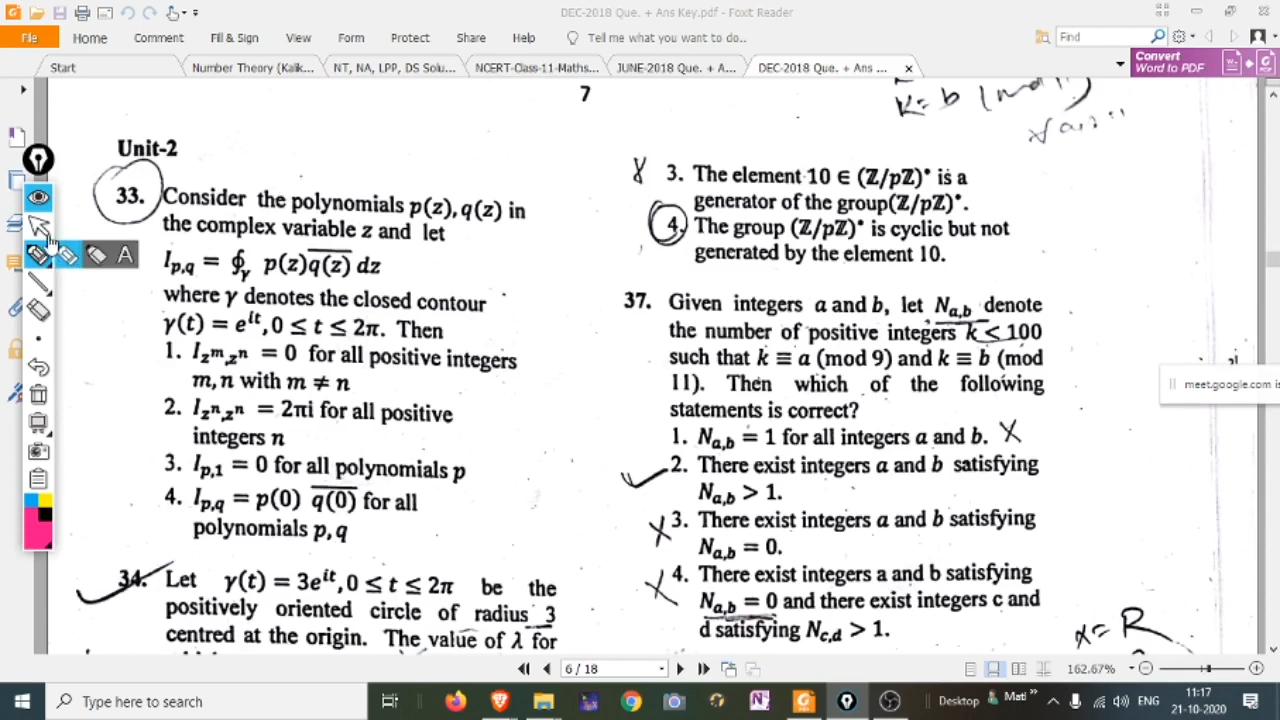 DEC-2018 Que. + Ans Key.pdf - Foxit Reader
File Home Comment Fill & Sign View Form Protect Share Help Tell me what you want to do.. Find
Start Number Theory (Kalik... NT, NA, LPP, DS Solu... NCERT-Class-11-Maths... JUNE-2018 Que. + A... DEC-2018 Que. + Ans ... Convert Word to PDF
7
k = b (mod
Unit-2
33. Consider the polynomials p(z), q(z) in
the complex variable z and let
I_{p,q} = ∮_γ p(z)\overline{q(z)} dz
where γ denotes the closed contour
γ(t) = e^{it}, 0 ≤ t ≤ 2π. Then
1. I_{z^m,z^n} = 0 for all positive integers
m, n with m ≠ n
2. I_{z^n,z^n} = 2πi for all positive
integers n
3. I_{p,1} = 0 for all polynomials p
4. I_{p,q} = p(0) \overline{q(0)} for all
polynomials p, q
34. Let γ(t) = 3e^{it}, 0 ≤ t ≤ 2π be the
positively oriented circle of radius 3
centred at the origin. The value of λ for
3. The element 10 ∈ (ℤ/pℤ)* is a
generator of the group(ℤ/pℤ)*.
4. The group (ℤ/pℤ)* is cyclic but not
generated by the element 10.
37. Given integers a and b, let N_{a,b} denote
the number of positive integers k < 100
such that k ≡ a (mod 9) and k ≡ b (mod
11). Then which of the following
statements is correct?
1. N_{a,b} = 1 for all integers a and b.
2. There exist integers a and b satisfying
N_{a,b} > 1.
3. There exist integers a and b satisfying
N_{a,b} = 0.
4. There exist integers a and b satisfying
N_{a,b} = 0 and there exist integers c and
d satisfying N_{c,d} > 1.
x = R
A
meet.google.com is
6 / 18 162.67%
Type here to search
Desktop Mati ENG 11:17
21-10-2020